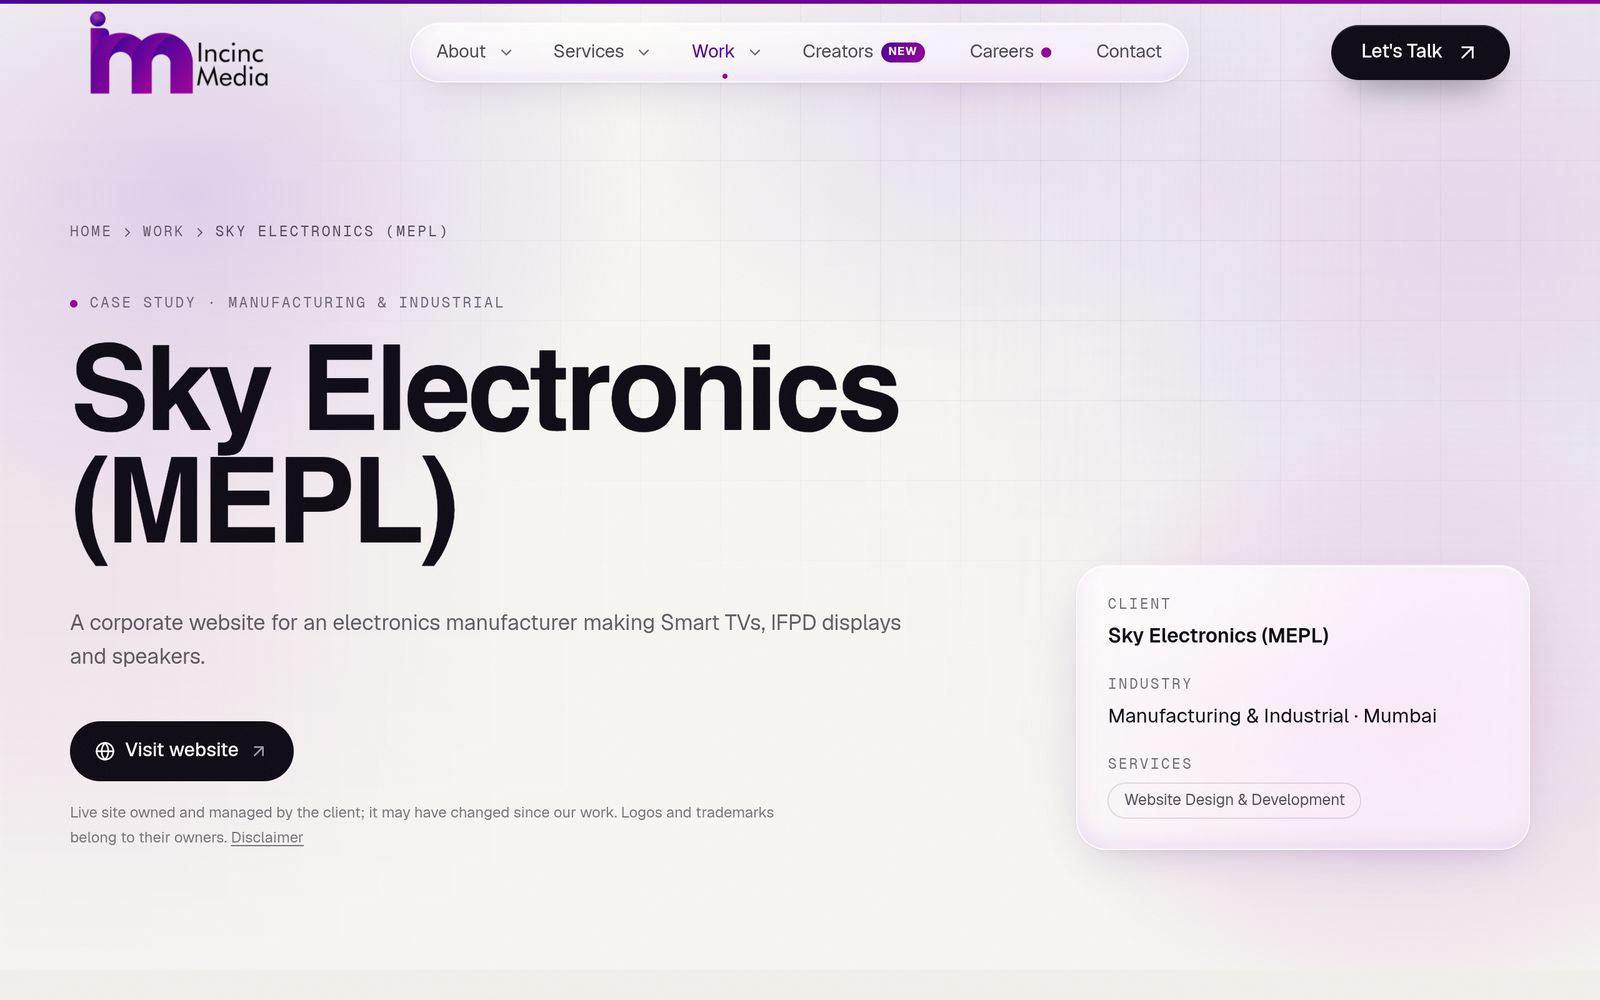 Incinc
Media
About
Services
Work
Creators NEW
Careers
Contact
Let's Talk
HOME > WORK > SKY ELECTRONICS (MEPL)
CASE STUDY · MANUFACTURING & INDUSTRIAL
Sky Electronics
(MEPL)
A corporate website for an electronics manufacturer making Smart TVs, IFPD displays
and speakers.
Visit website
Live site owned and managed by the client; it may have changed since our work. Logos and trademarks
belong to their owners. Disclaimer
CLIENT
Sky Electronics (MEPL)
INDUSTRY
Manufacturing & Industrial · Mumbai
SERVICES
Website Design & Development